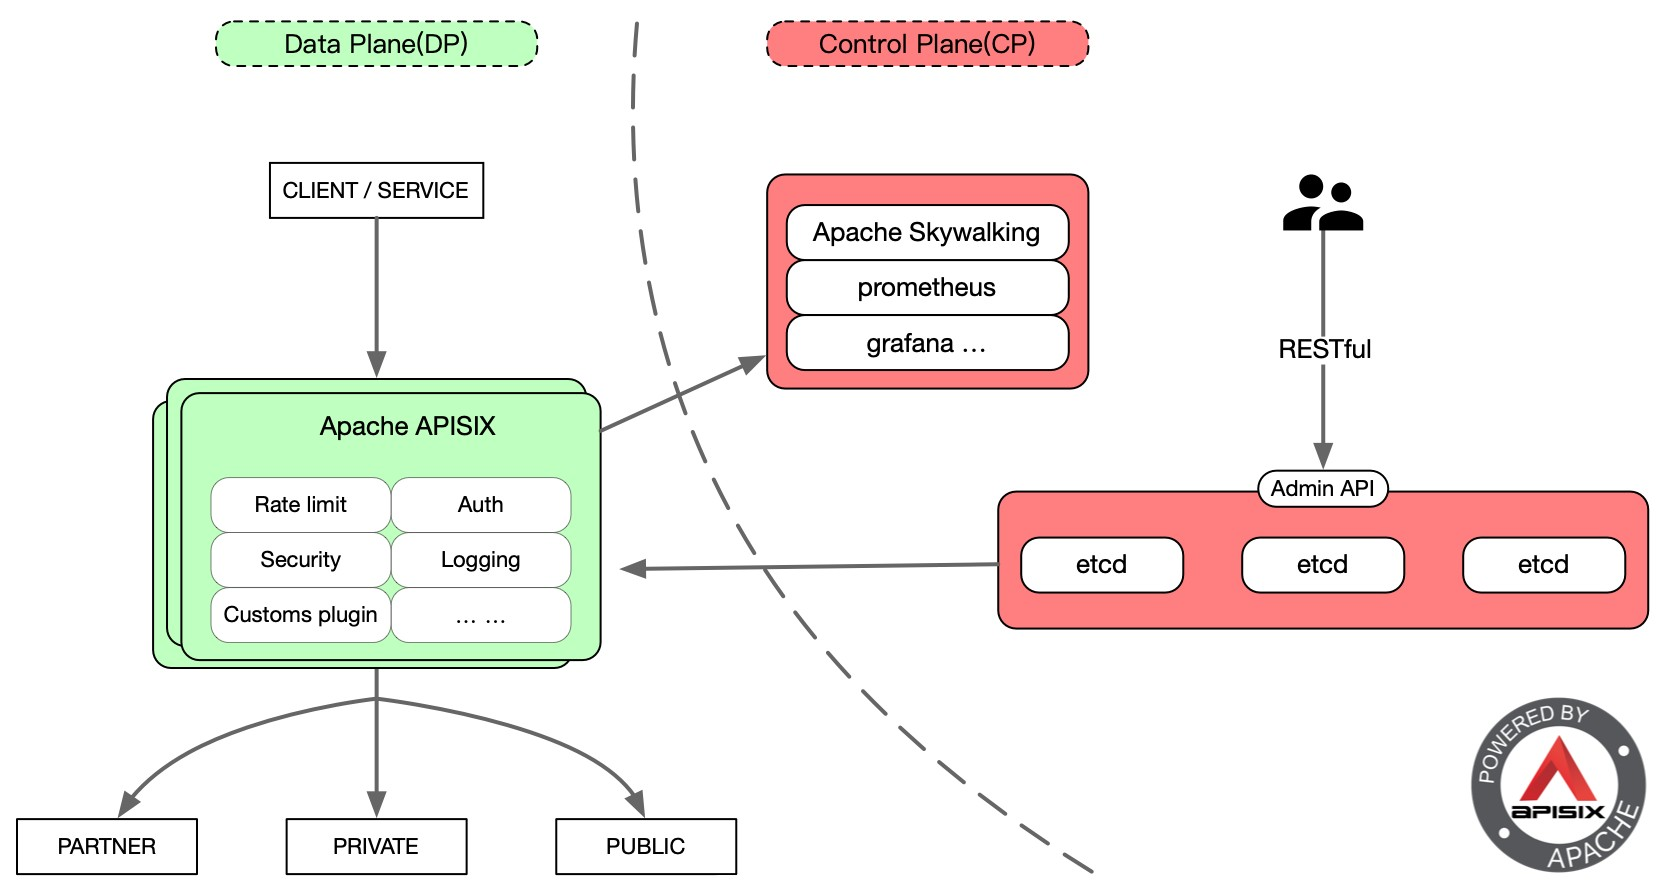 Data Plane(DP)
Control Plane(CP)
CLIENT / SERVICE
Apache Skywalking
prometheus
grafana ...
RESTful
Apache APISIX
Rate limit
Auth
Security
Logging
Customs plugin
... ...
Admin API
etcd
etcd
etcd
PARTNER
PRIVATE
PUBLIC
POWERED BY
APISIX
APACHE